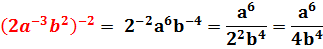 (2a⁻³b²)⁻² = 2⁻²a⁶b⁻⁴ = a⁶/2²b⁴ = a⁶/4b⁴